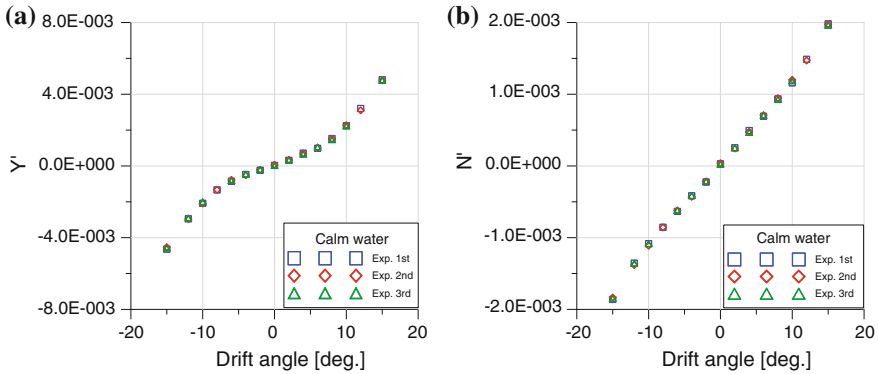 (a)
8.0E-003
4.0E-003
0.0E+000
-4.0E-003
-8.0E-003
Y'
-20
-10
0
10
20
Drift angle [deg.]
Calm water
Exp. 1st
Exp. 2nd
Exp. 3rd
(b)
2.0E-003
1.0E-003
0.0E+000
-1.0E-003
-2.0E-003
N'
-20
-10
0
10
20
Drift angle [deg.]
Calm water
Exp. 1st
Exp. 2nd
Exp. 3rd